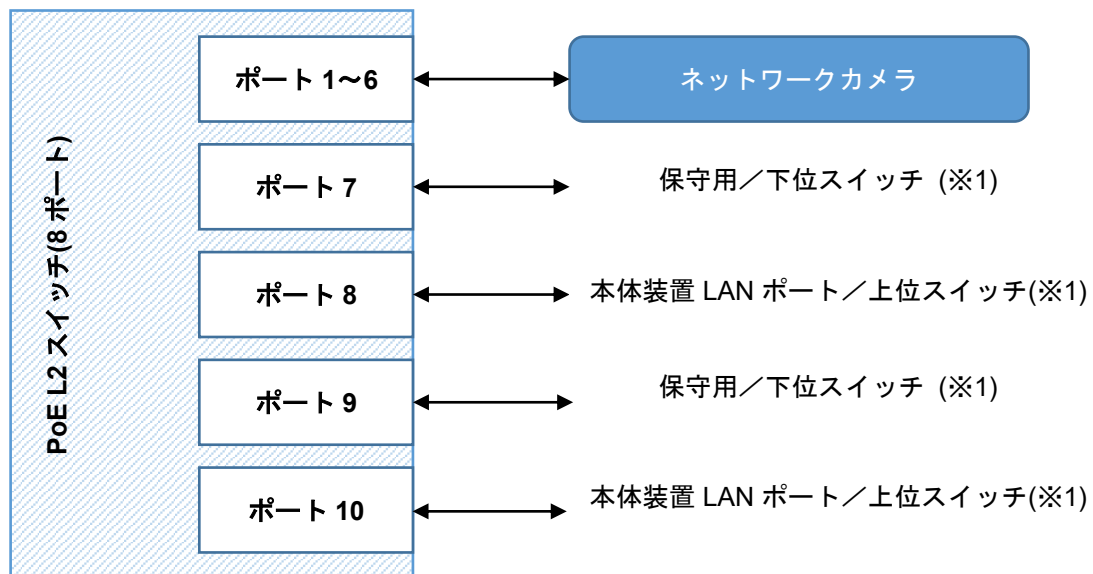 PoE L2 スイッチ(8 ポート)
ポート 1～6
ネットワークカメラ
ポート 7
保守用／下位スイッチ (※1)
ポート 8
本体装置 LAN ポート／上位スイッチ(※1)
ポート 9
保守用／下位スイッチ (※1)
ポート 10
本体装置 LAN ポート／上位スイッチ(※1)